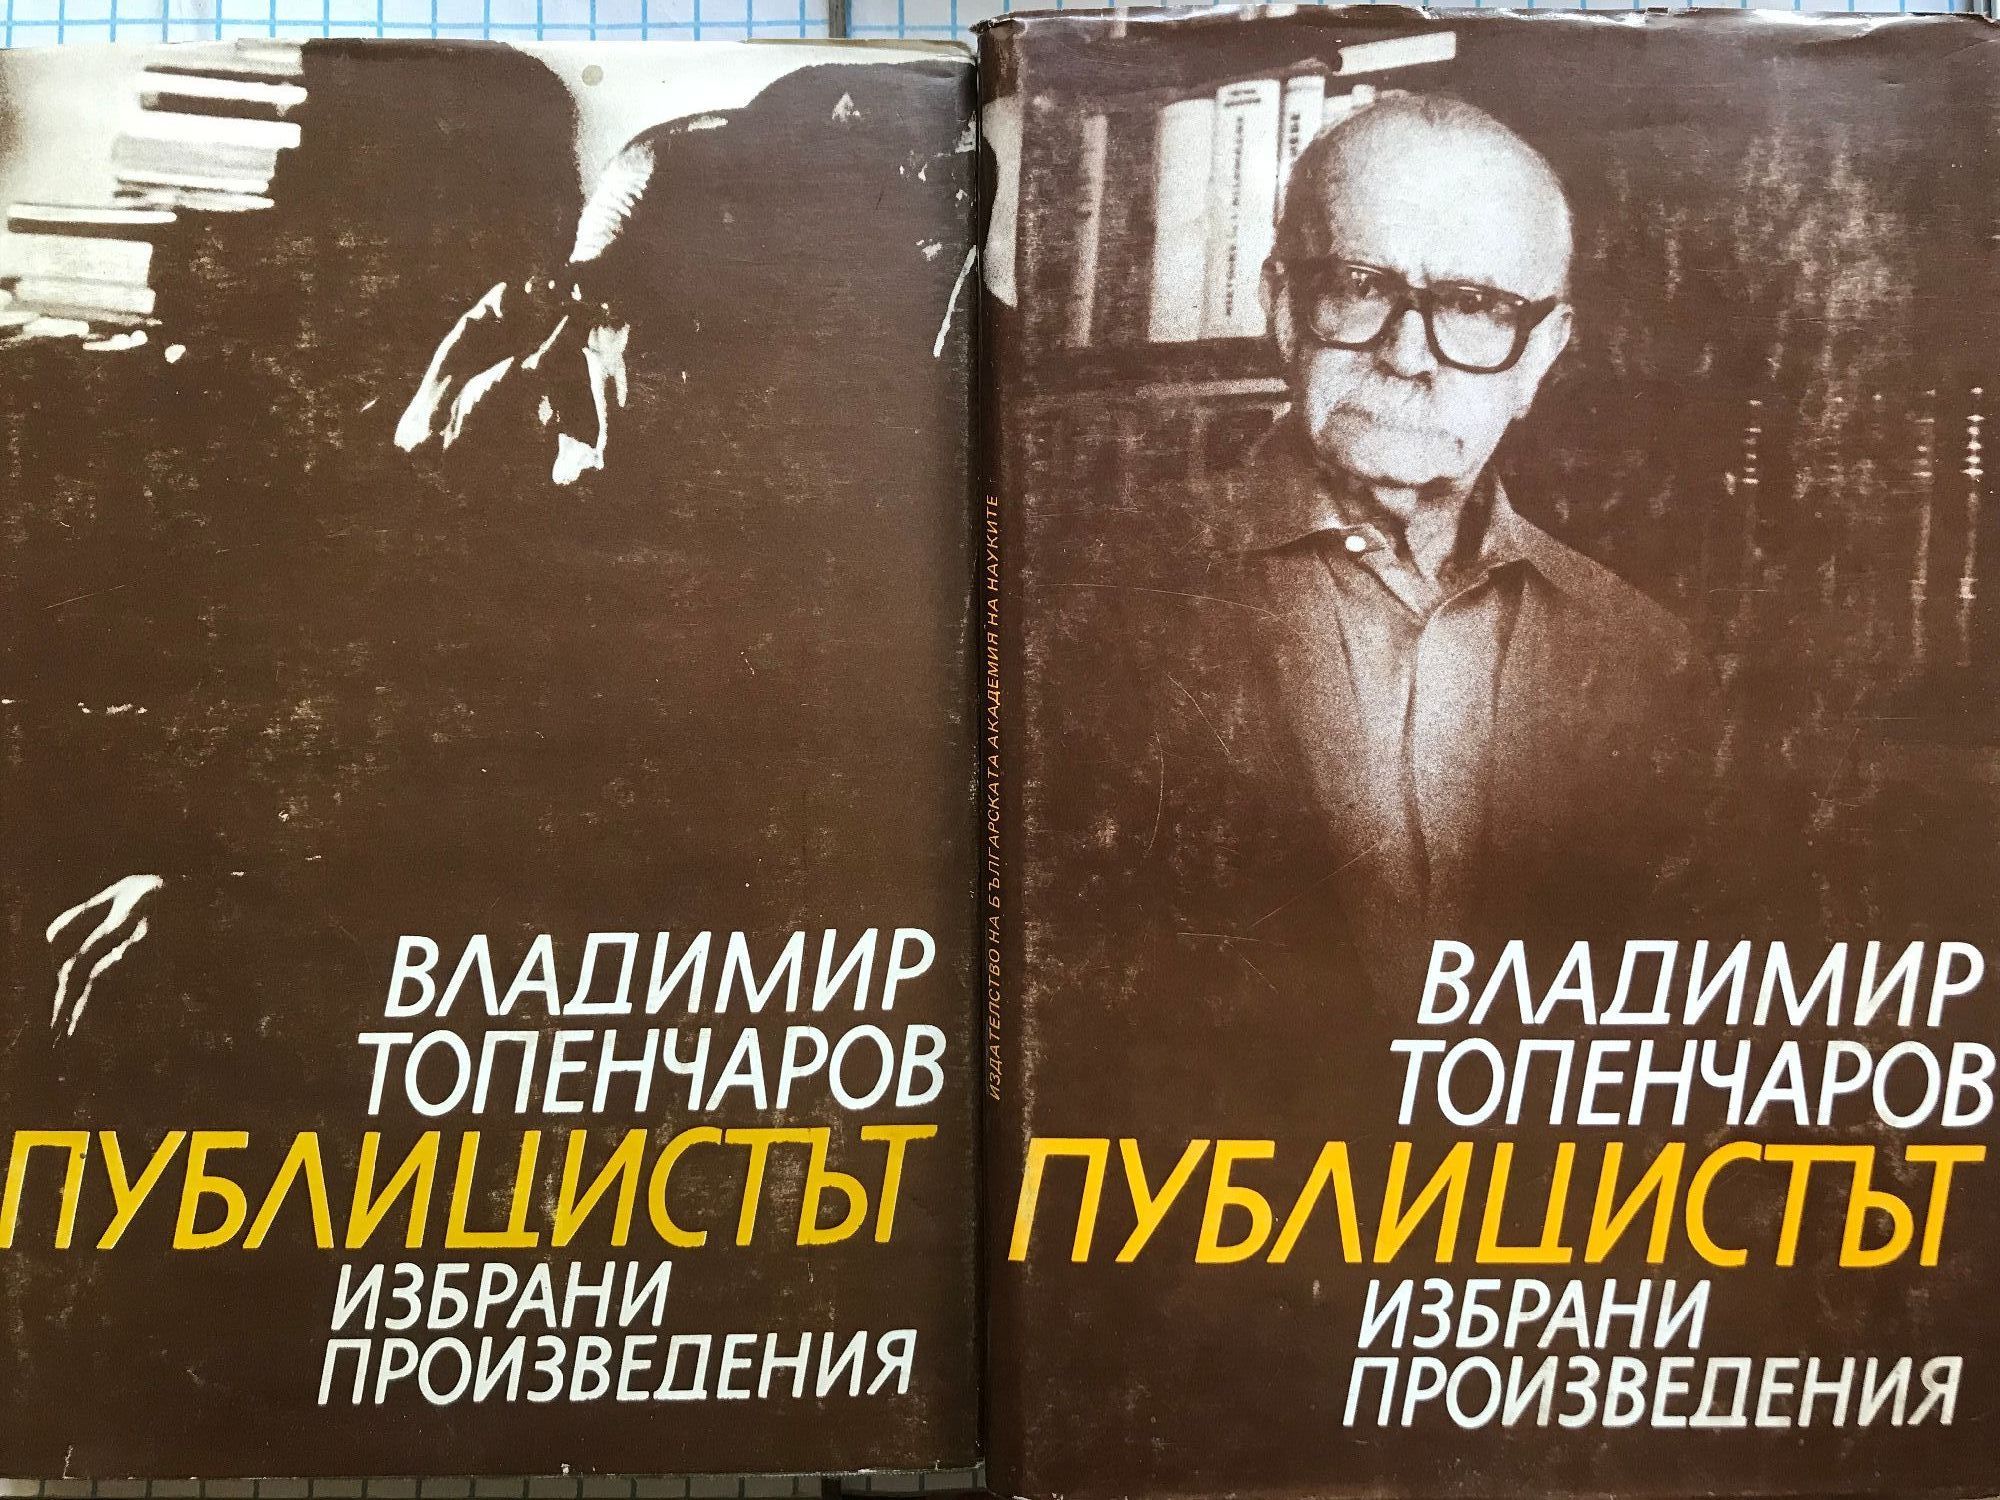 ВЛАДИМИР
ТОПЕНЧАРОВ
ПУБЛИЦИСТЪТ
ИЗБРАНИ
ПРОИЗВЕДЕНИЯ
ИЗДАТЕЛСТВО НА БЪЛГАРСКАТА АКАДЕМИЯ НА НАУКИТЕ
ВЛАДИМИР
ТОПЕНЧАРОВ
ПУБЛИЦИСТЪТ
ИЗБРАНИ
ПРОИЗВЕДЕНИЯ